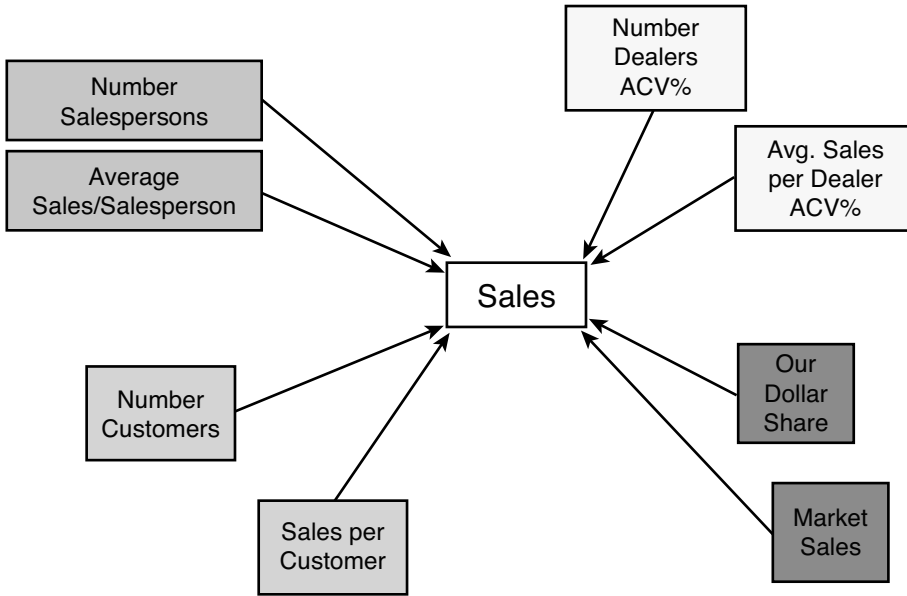 Number
Salespersons
Average
Sales/Salesperson
Number
Dealers
ACV%
Avg. Sales
per Dealer
ACV%
Sales
Number
Customers
Sales per
Customer
Our
Dollar
Share
Market
Sales